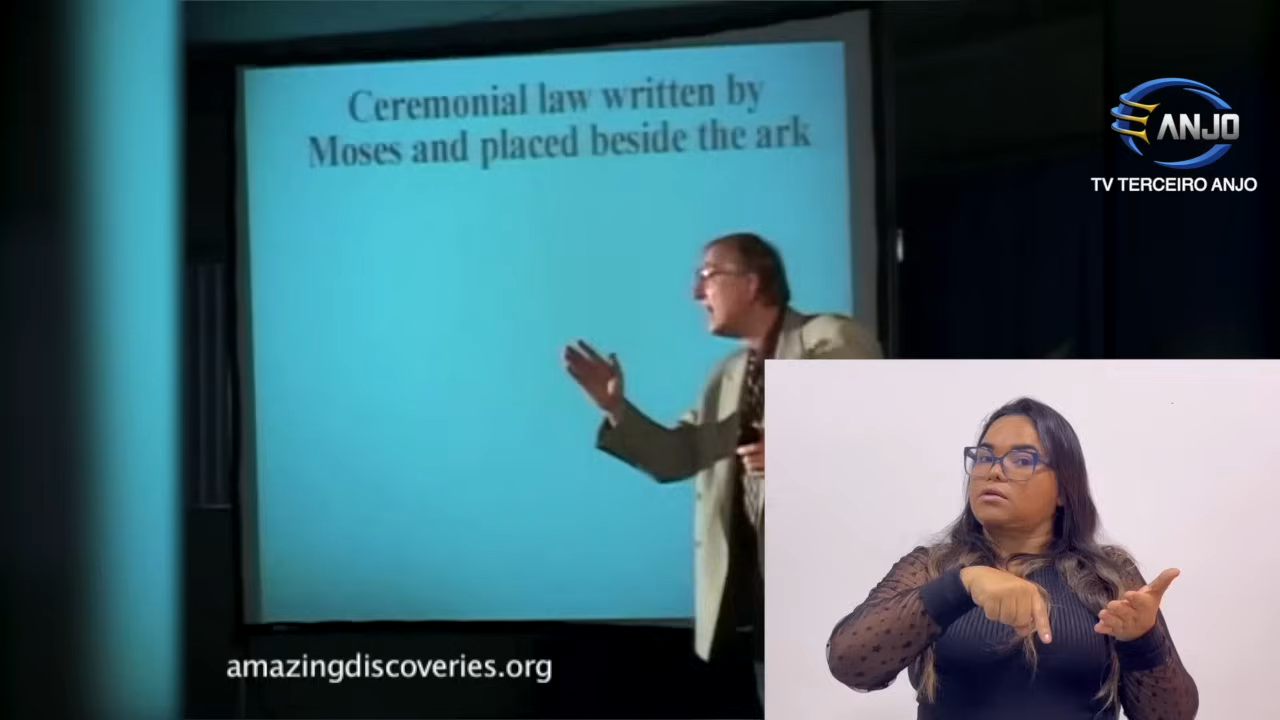 Ceremonial law written by
Moses and placed beside the ark
ANJO
TV TERCEIRO ANJO
amazingdiscoveries.org